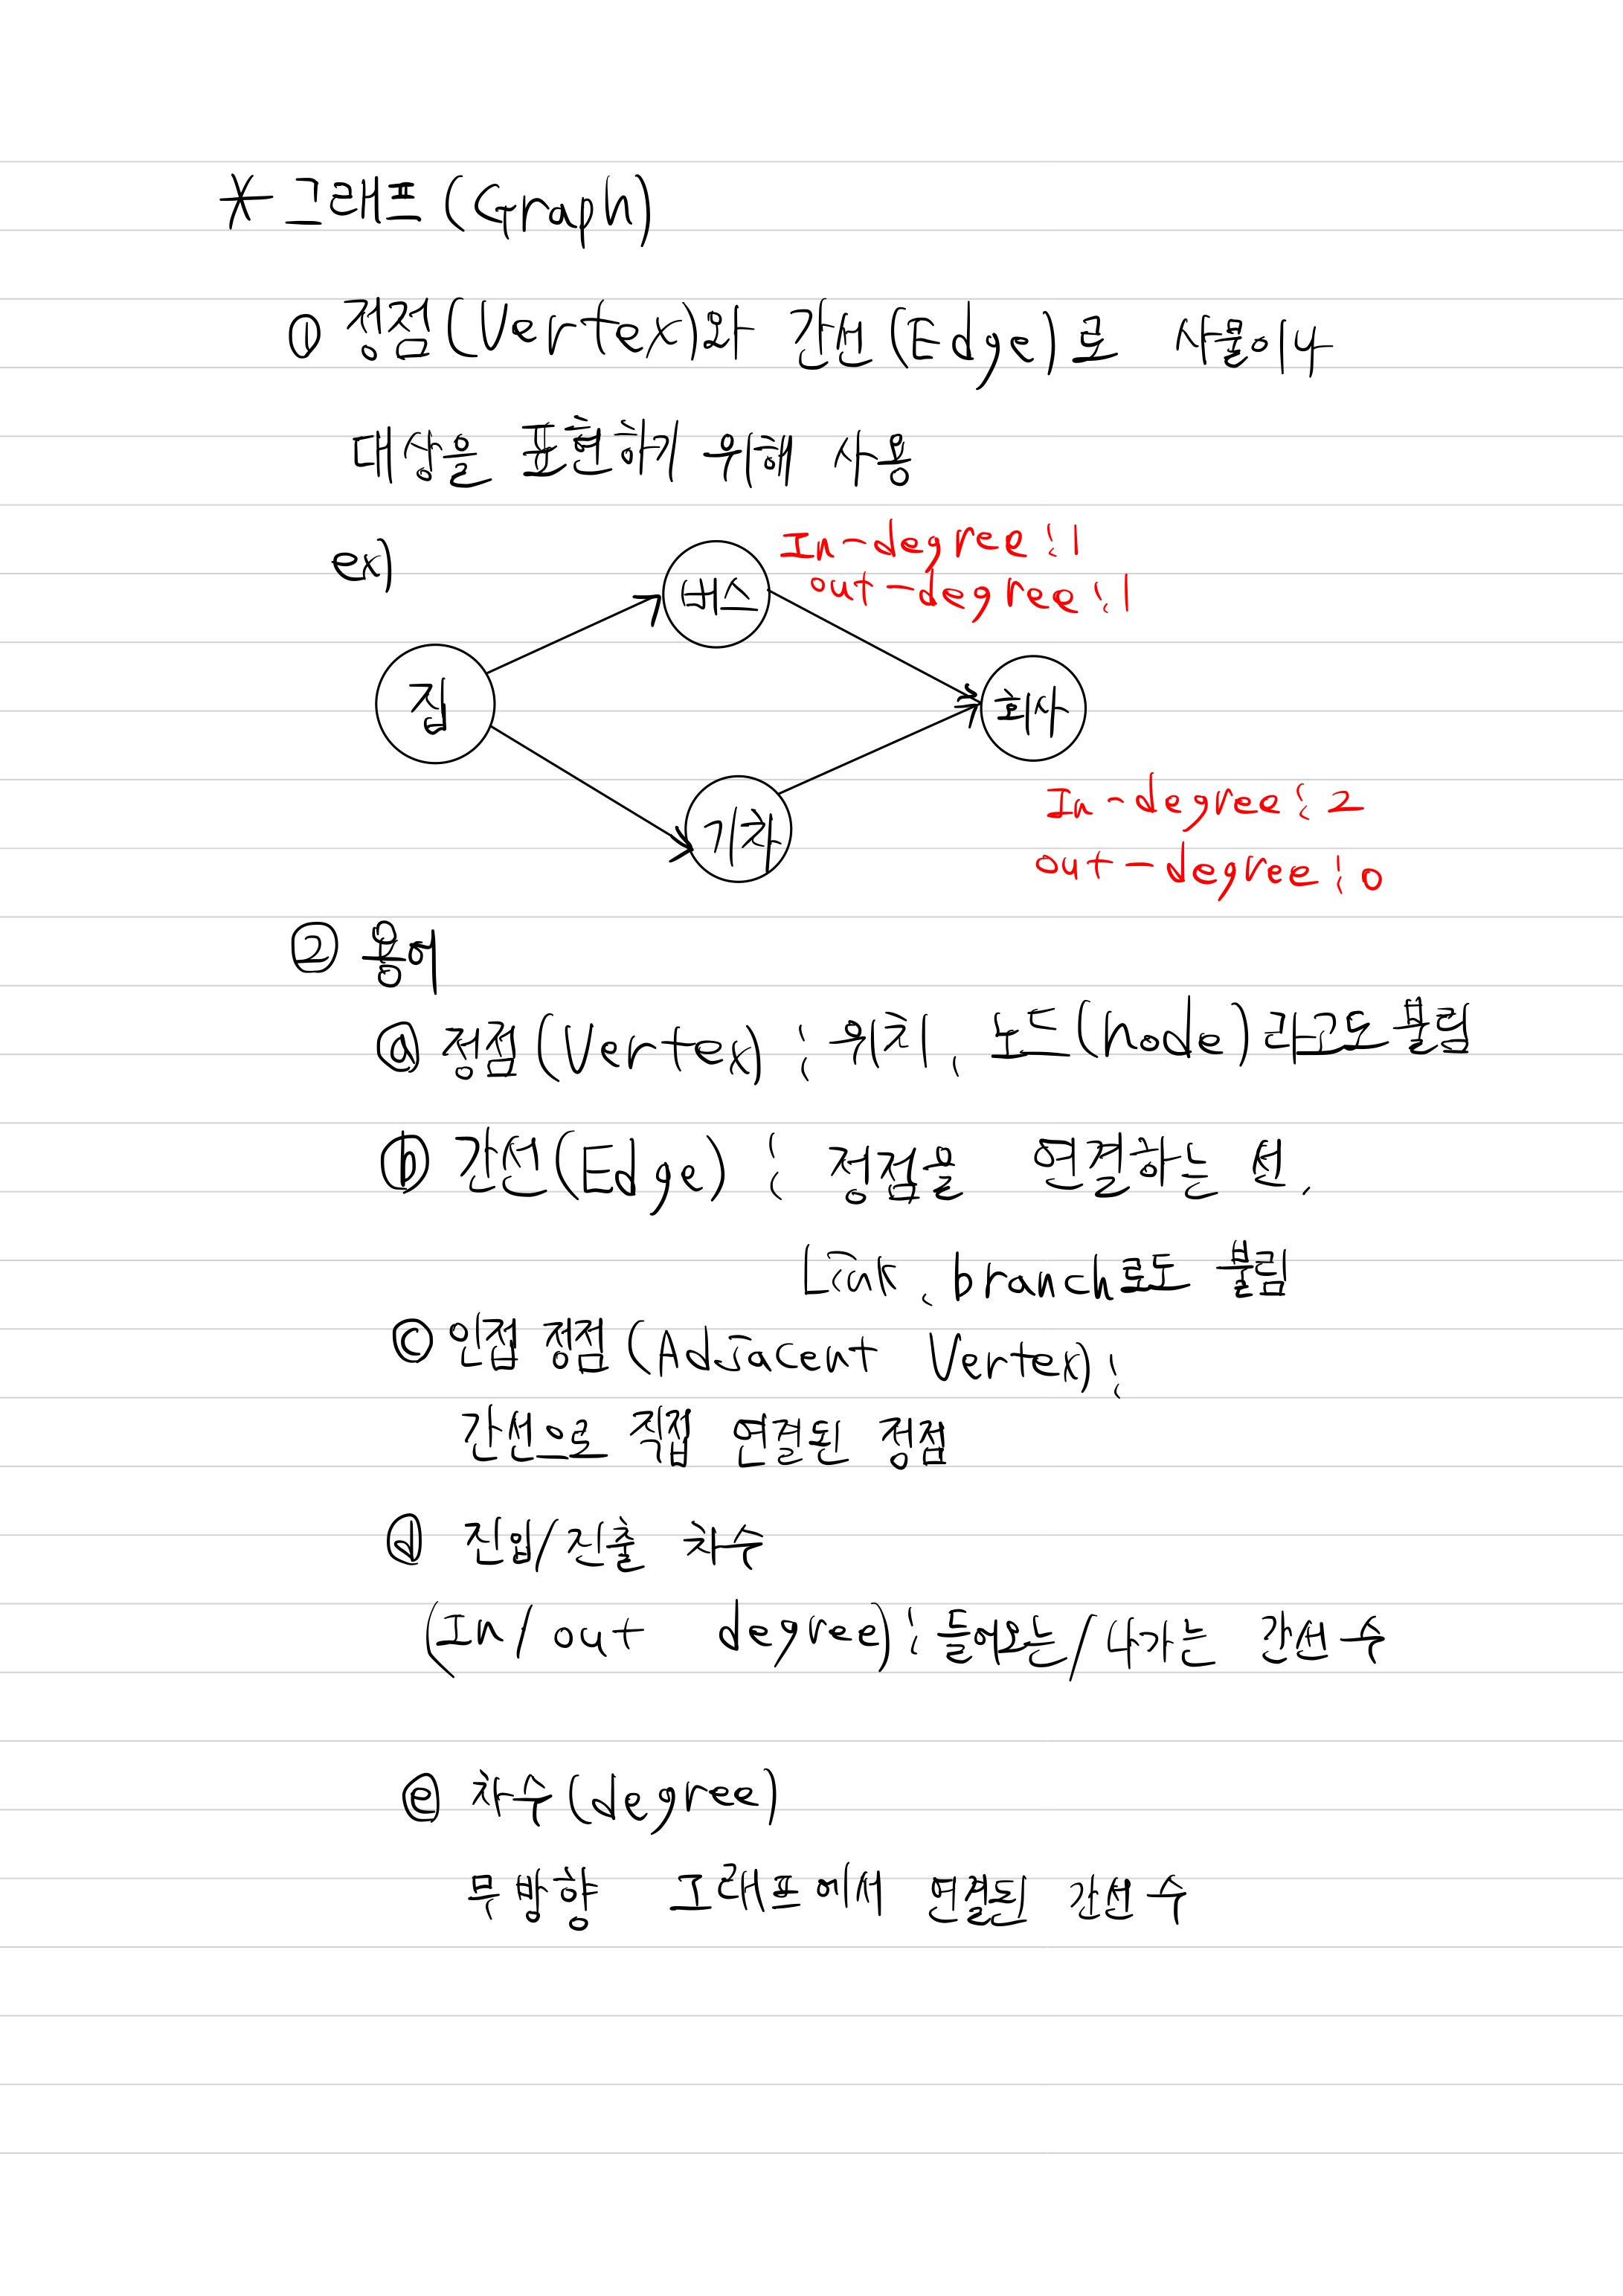 * 그래프 (Graph)
① 정점(Vertex)와 간선(Edge)로 사물이나
대상을 표현하기 위해 사용
ex)
In-degree : 1
out-degree : 1
버스
집
회사
기차
In-degree : 2
out-degree : 0
② 용어
ⓐ 정점(Vertex) : 위치, 노드(node)라고도 불림
ⓑ 간선(Edge) : 정점을 연결하는 선,
Link, branch로도 불림
ⓒ 인접 정점 (Adjacent Vertex) :
간선으로 직접 연결된 정점
ⓓ 진입/진출 차수
(In/out degree) : 들어오는/나가는 간선 수
ⓔ 차수(degree)
무방향 그래프에서 연결된 간선 수